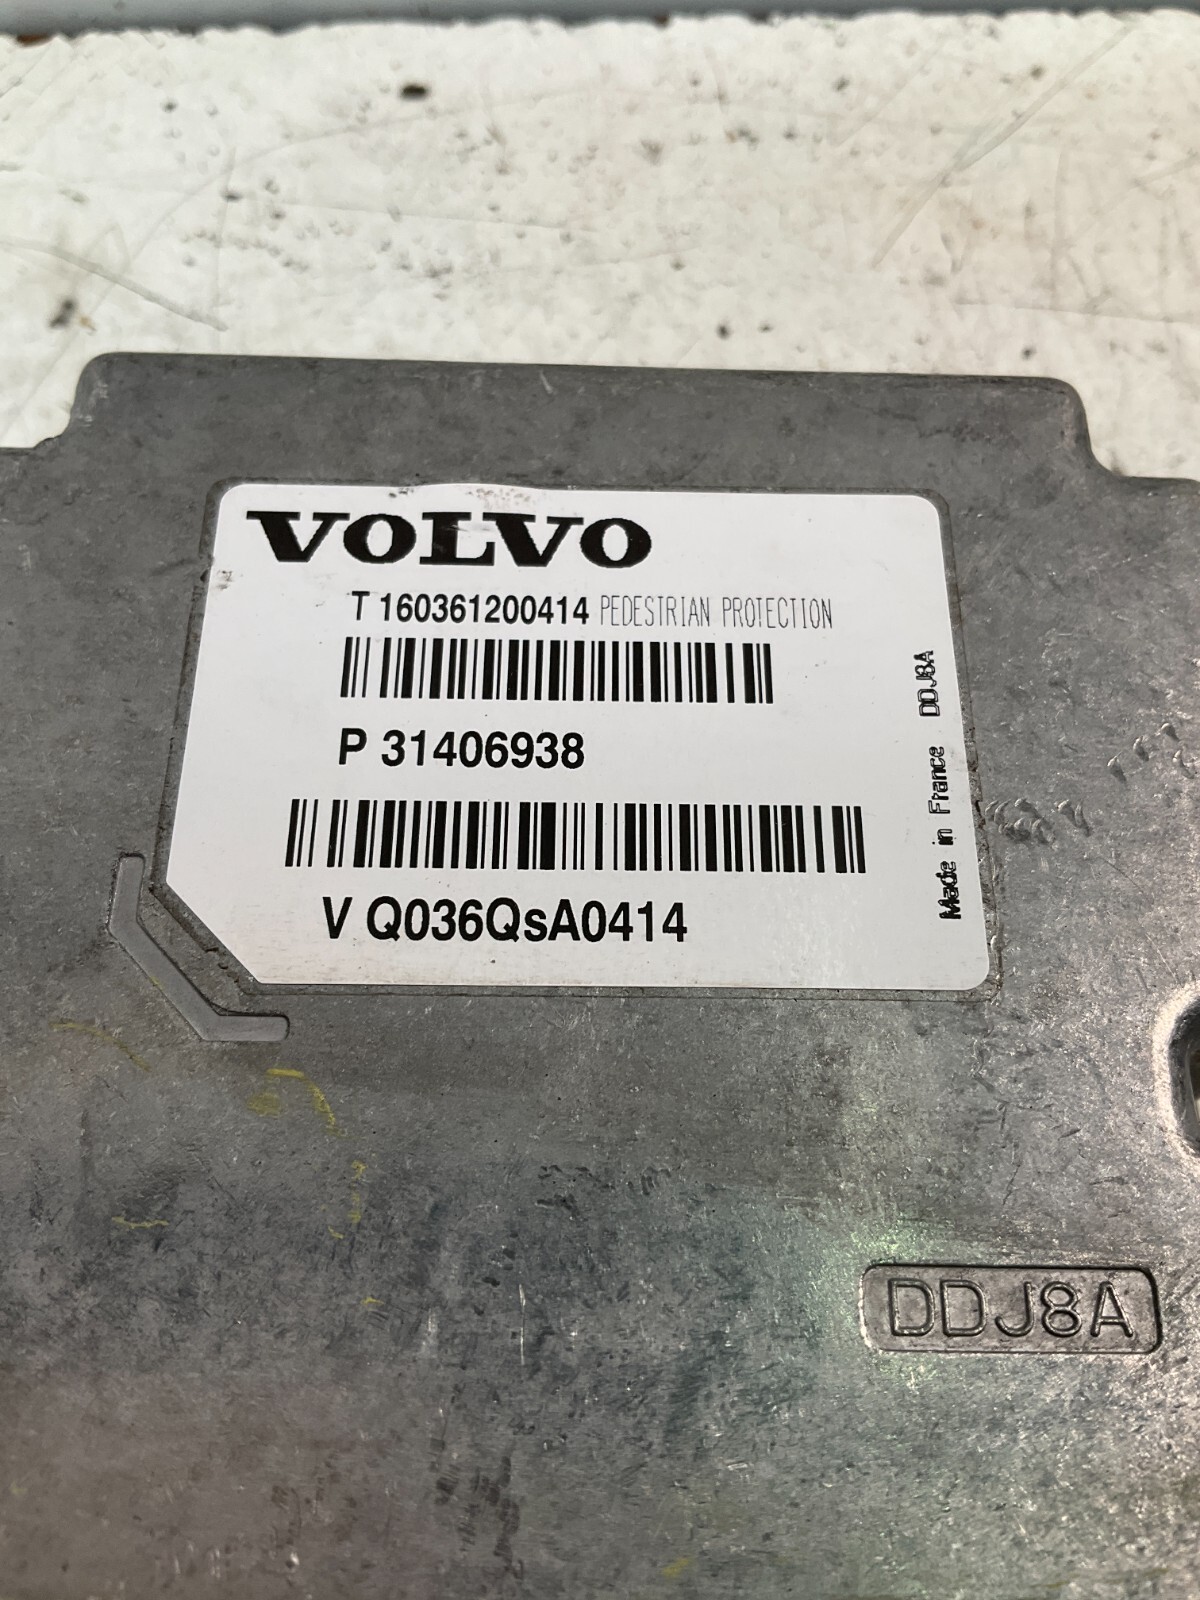 VOLVO
T 160361200414 PEDESTRIAN PROTECTION
P 31406938
V Q036QsA0414
Made in France DDJ8A
DDJ8A